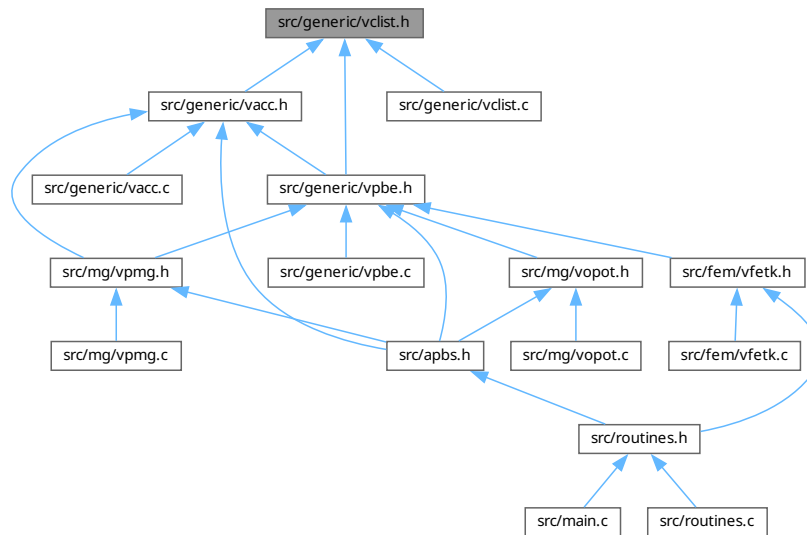 src/generic/vclist.h
src/generic/vacc.h
src/generic/vclist.c
src/generic/vacc.c
src/generic/vpbe.h
src/mg/vpmg.h
src/generic/vpbe.c
src/mg/vopot.h
src/fem/vfetk.h
src/mg/vpmg.c
src/apbs.h
src/mg/vopot.c
src/fem/vfetk.c
src/routines.h
src/main.c
src/routines.c